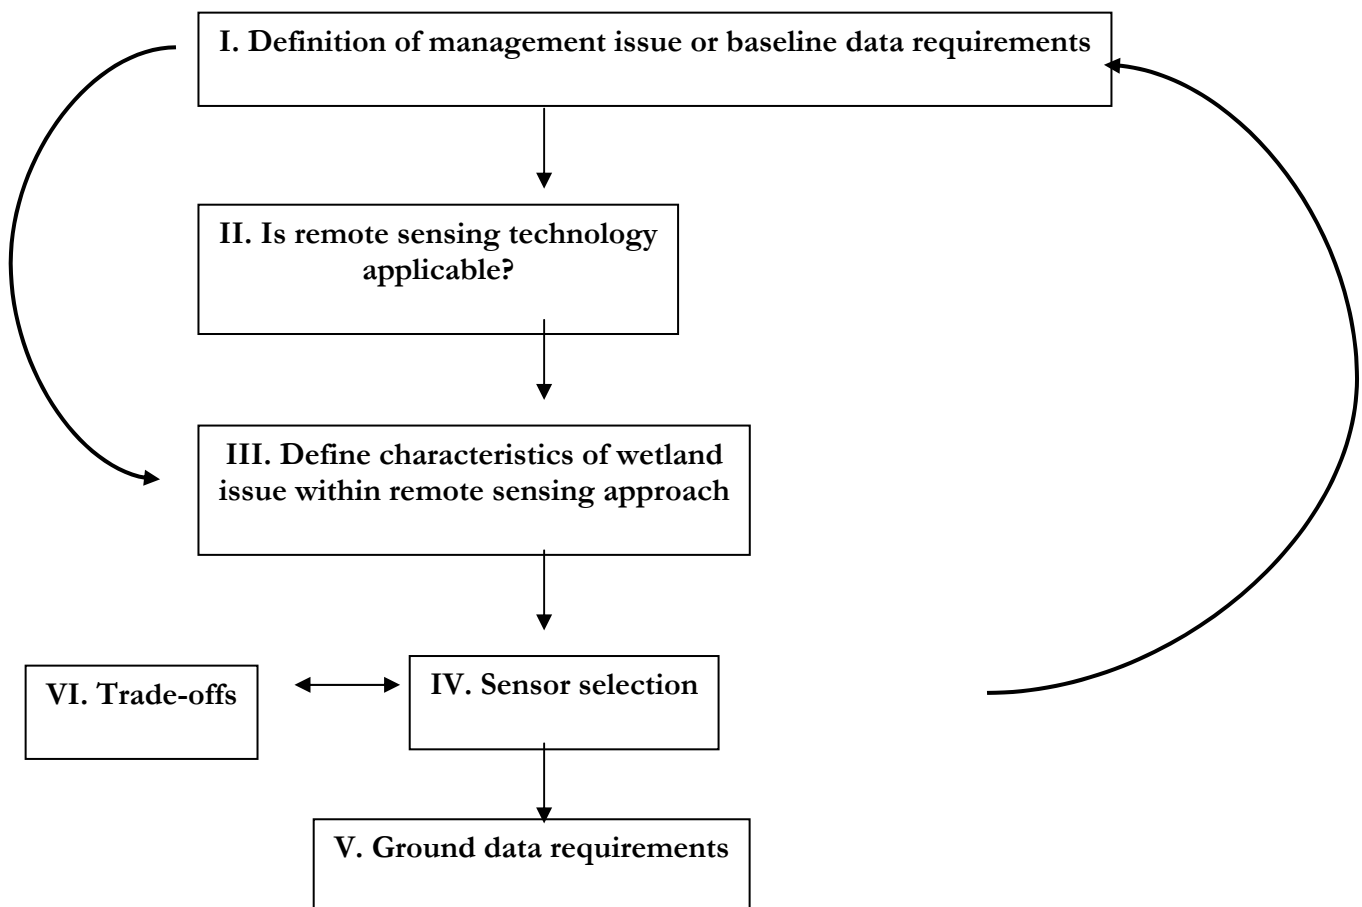 I. Definition of management issue or baseline data requirements
II. Is remote sensing technology
applicable?
III. Define characteristics of wetland
issue within remote sensing approach
VI. Trade-offs
IV. Sensor selection
V. Ground data requirements